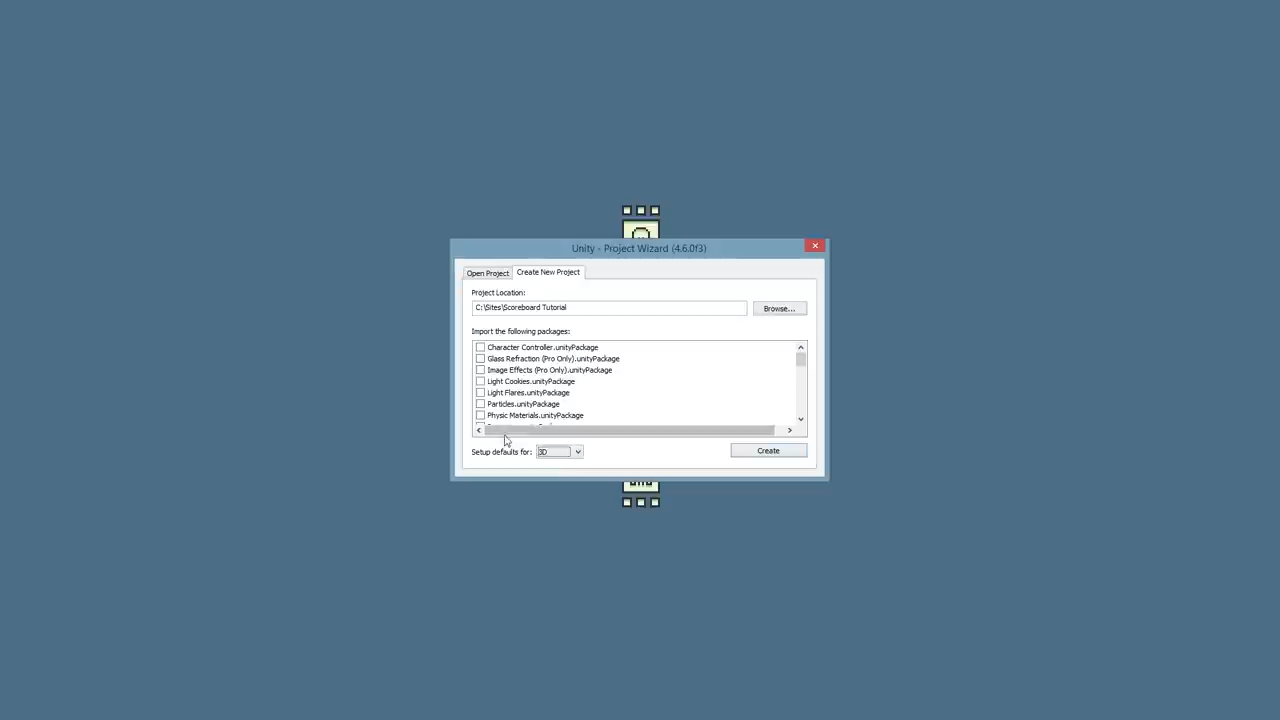 Unity - Project Wizard (4.6.0f3)
Open Project
Create New Project
Project Location:
C:\Sites\Scoreboard Tutorial
Browse...
Import the following packages:
Character Controller.unityPackage
Glass Refraction (Pro Only).unityPackage
Image Effects (Pro Only).unityPackage
Light Cookies.unityPackage
Light Flares.unityPackage
Particles.unityPackage
Physic Materials.unityPackage
Setup defaults for:
3D
Create